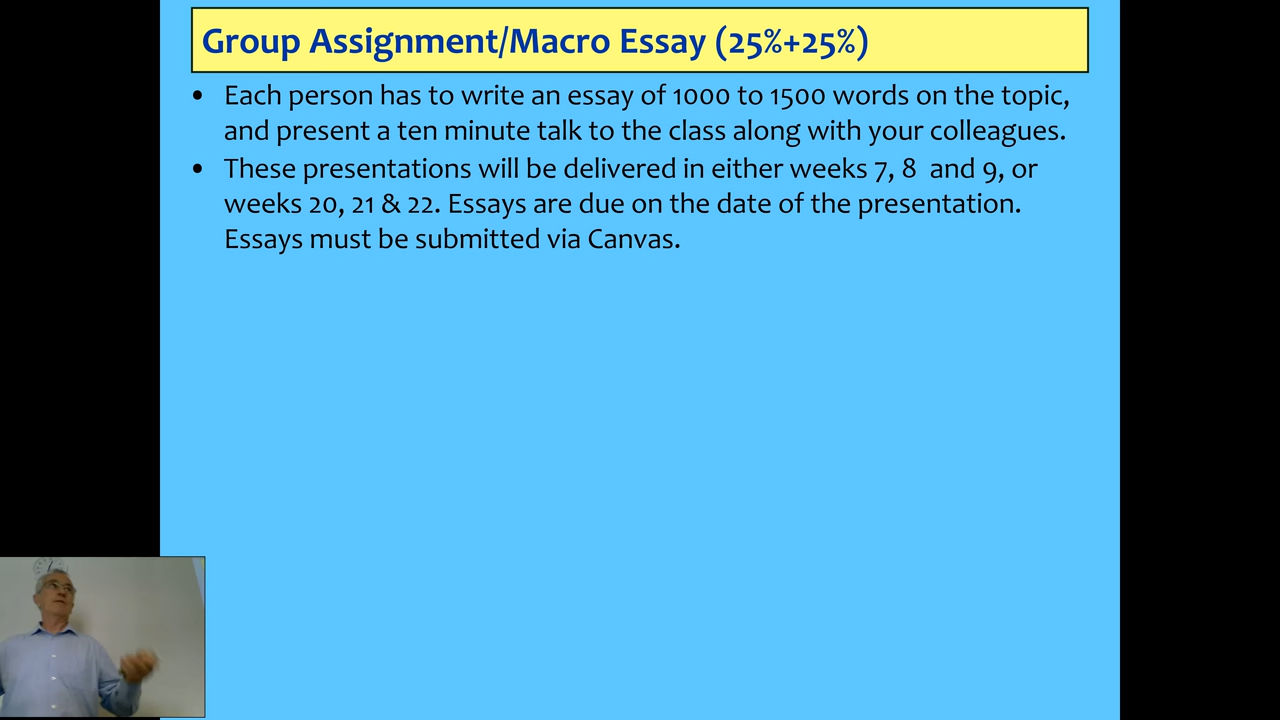 Group Assignment/Macro Essay (25%+25%)
• Each person has to write an essay of 1000 to 1500 words on the topic,
and present a ten minute talk to the class along with your colleagues.
• These presentations will be delivered in either weeks 7, 8  and 9, or
weeks 20, 21 & 22. Essays are due on the date of the presentation.
Essays must be submitted via Canvas.